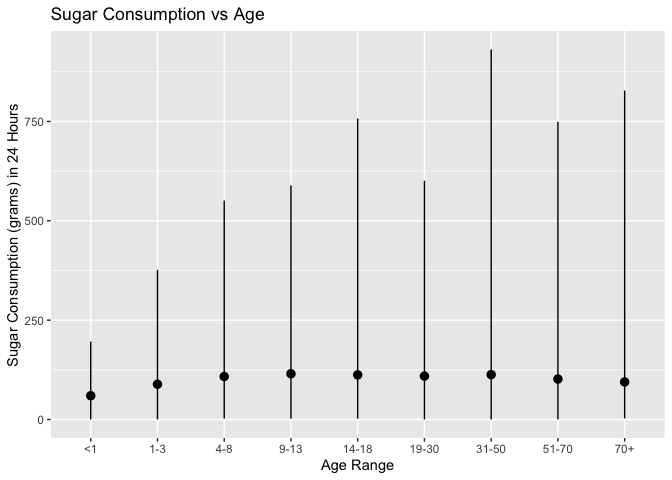 Sugar Consumption vs Age
Sugar Consumption (grams) in 24 Hours
750
500
250
0
<1 1-3 4-8 9-13 14-18 19-30 31-50 51-70 70+
Age Range